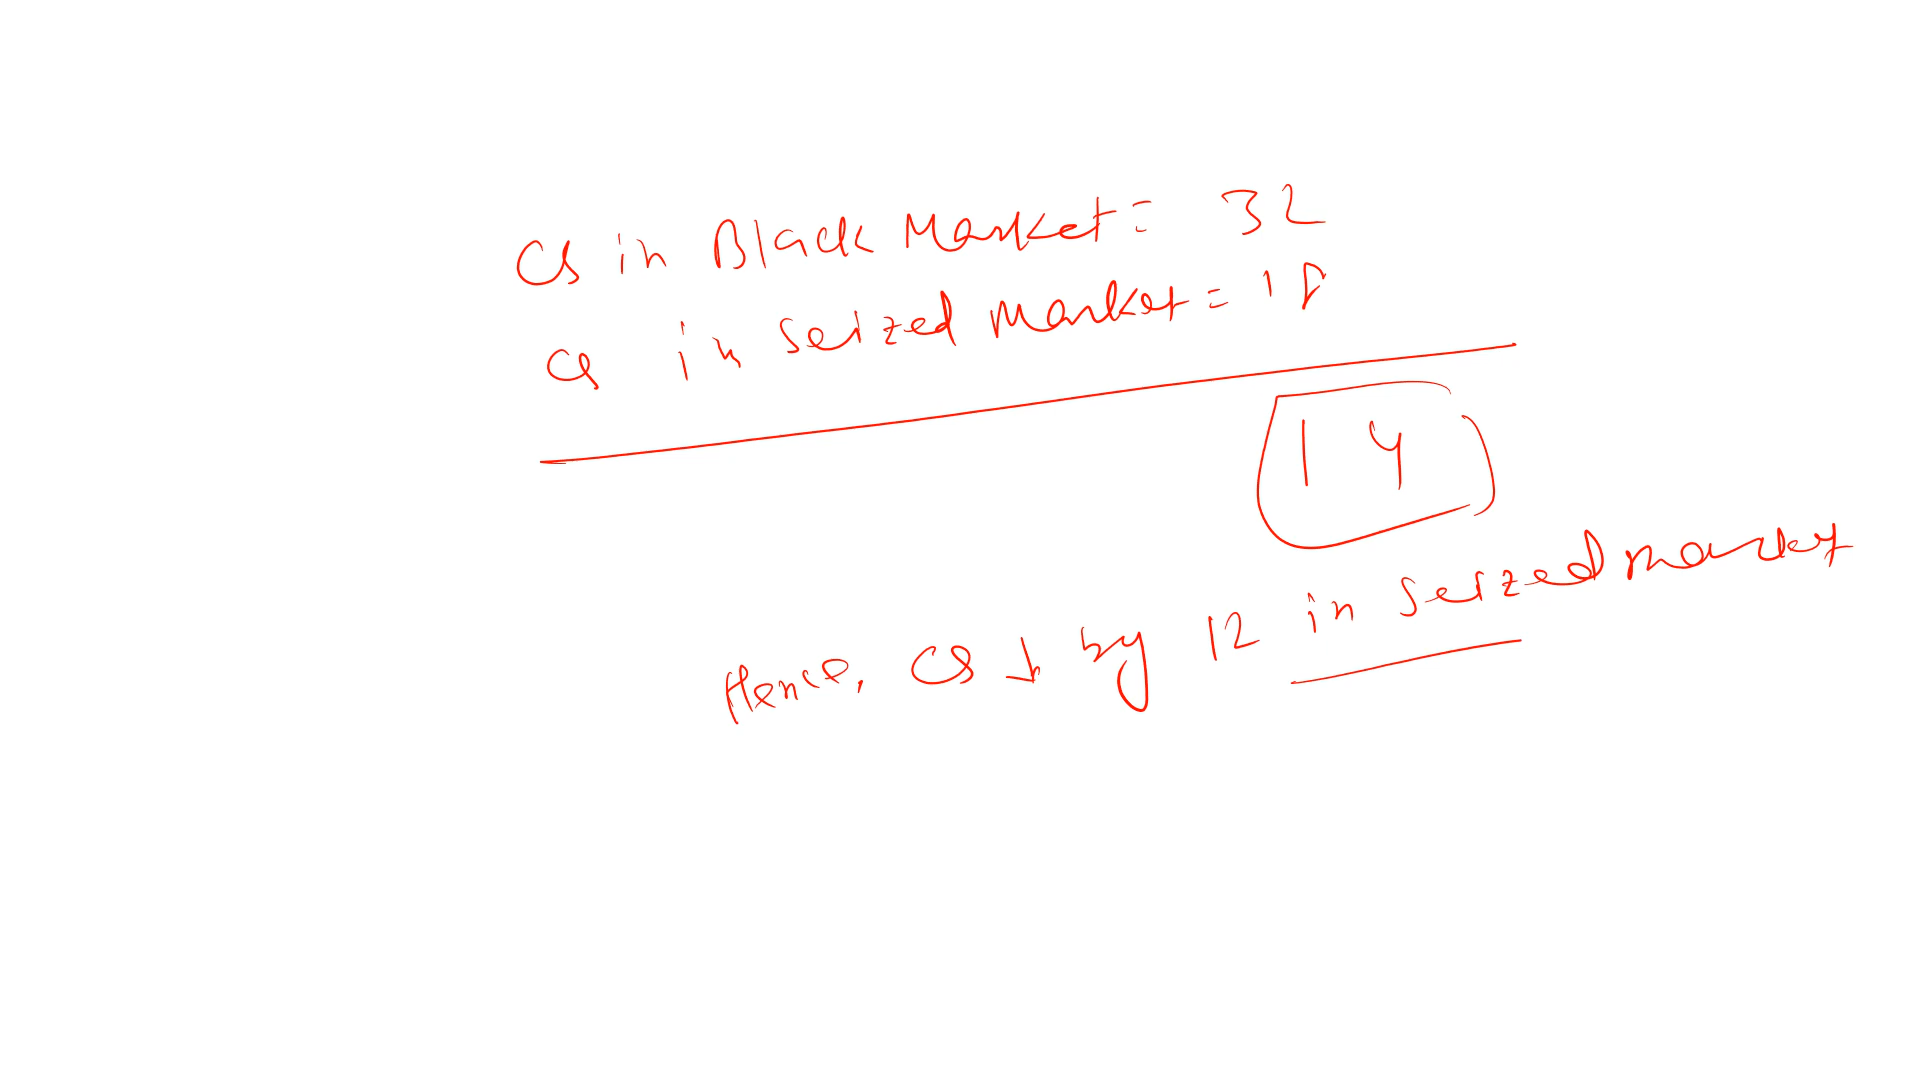 CS in Black Market = 32
CS in Seized Market = 18
14
Hence, CS ↓ by 12 in Seized Market